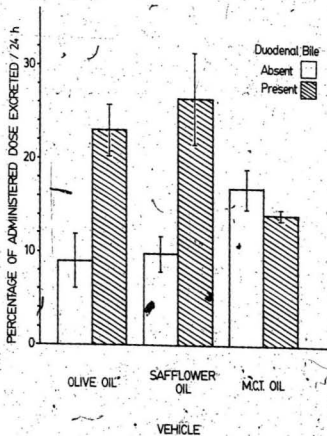 PERCENTAGE OF ADMINISTERED DOSE EXCRETED / 24 h
30
20
10
0
Duodenal Bile
Absent
Present
OLIVE OIL
SAFFLOWER
OIL
M.C.T. OIL
VEHICLE